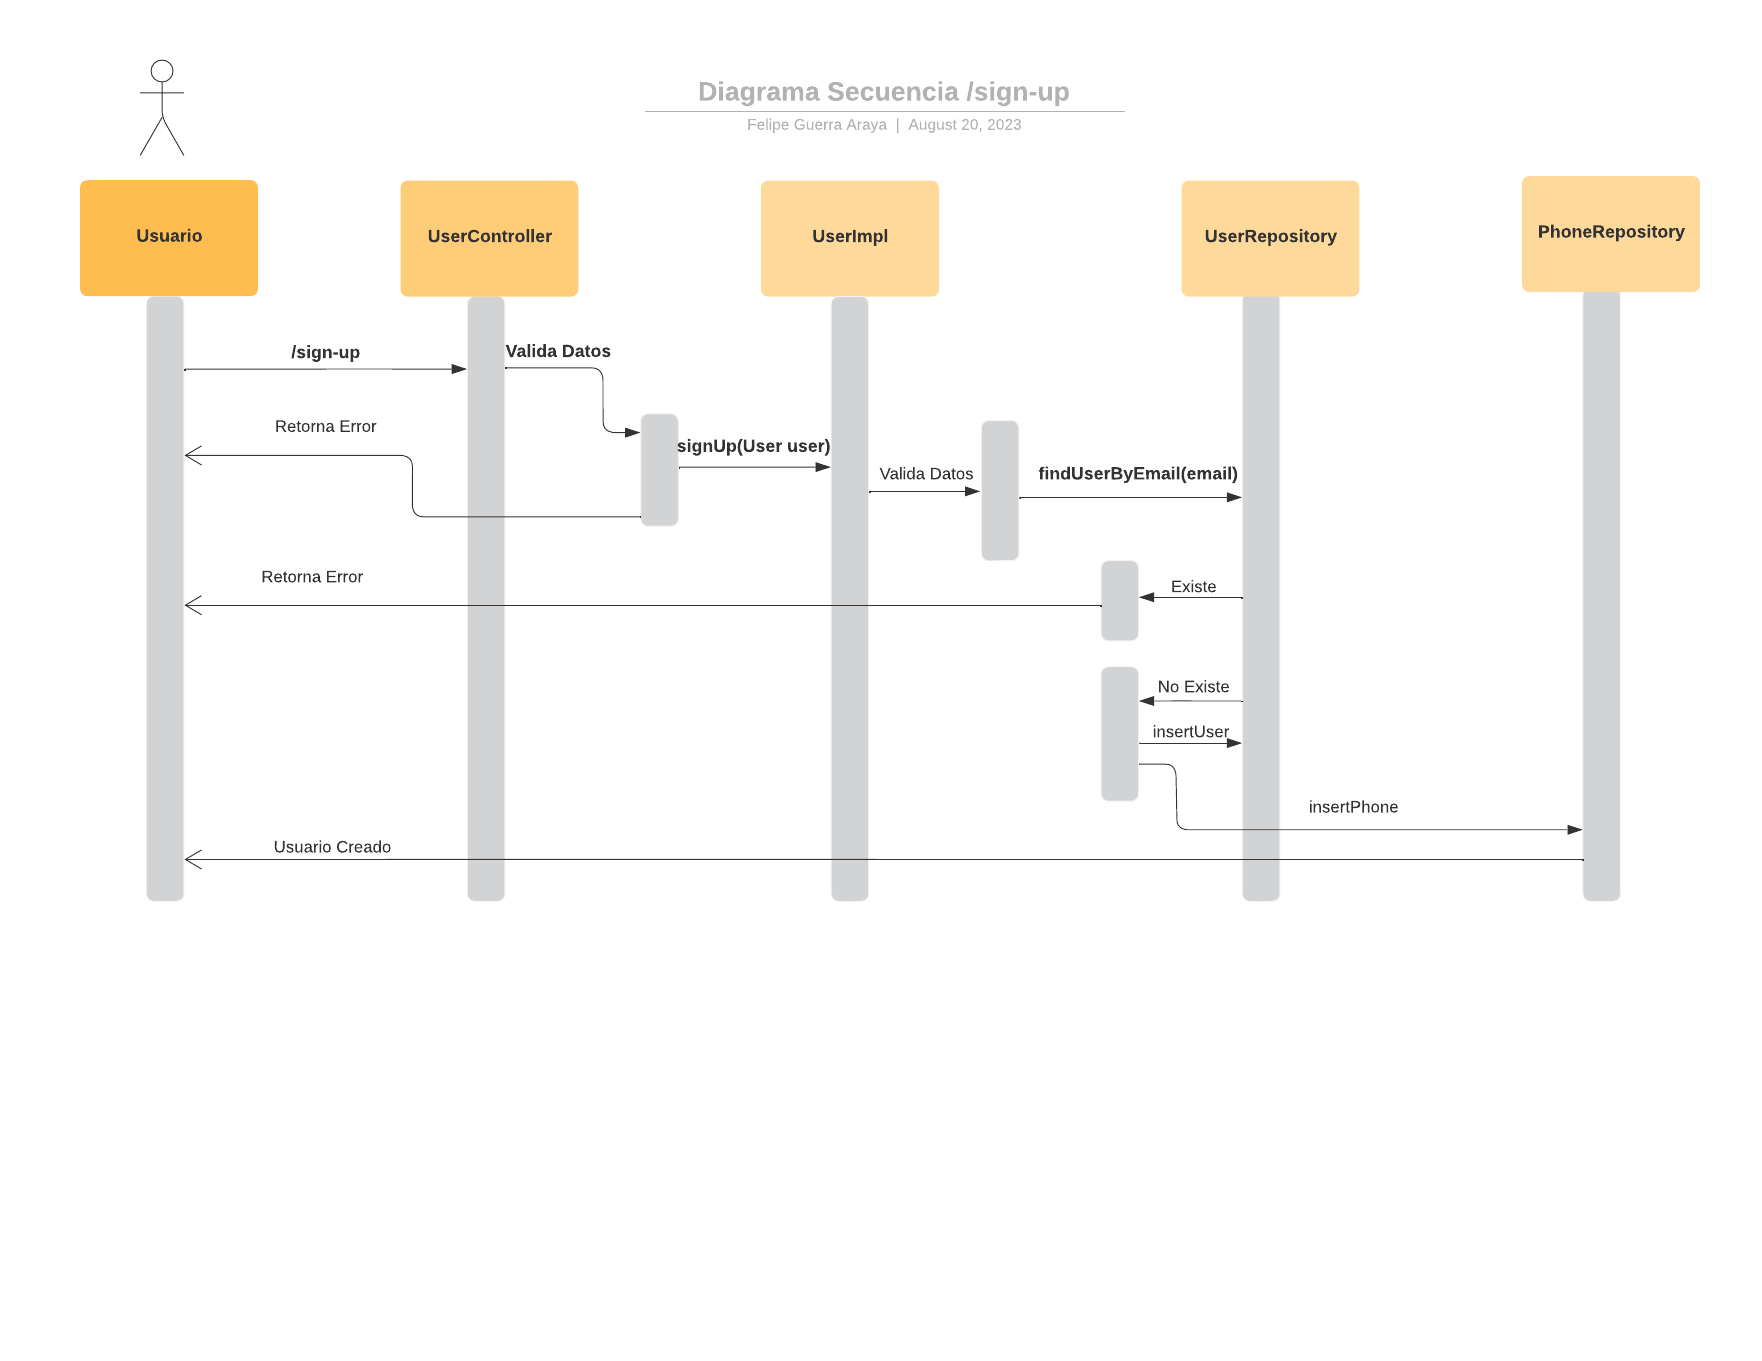 Diagrama Secuencia /sign-up
Felipe Guerra Araya | August 20, 2023
Usuario
UserController
UserImpl
UserRepository
PhoneRepository
/sign-up
Valida Datos
Retorna Error
signUp(User user)
Valida Datos
findUserByEmail(email)
Retorna Error
Existe
No Existe
insertUser
insertPhone
Usuario Creado